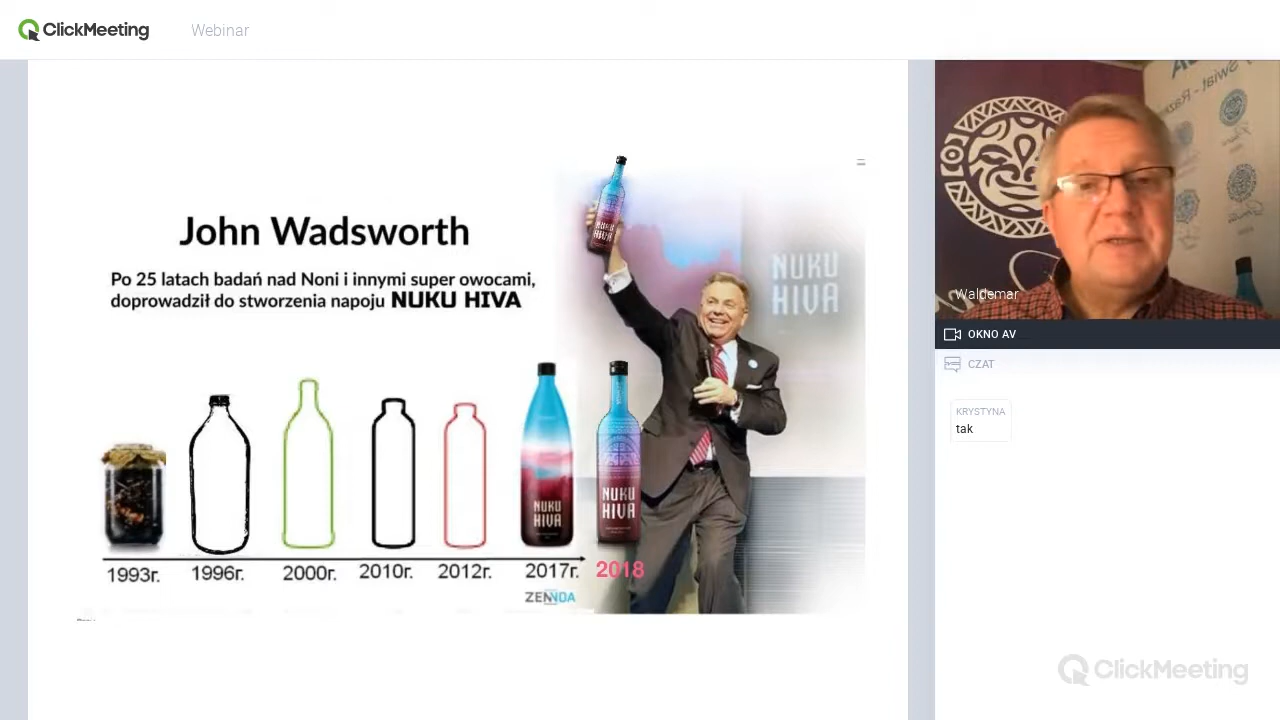 ClickMeeting
Webinar
John Wadsworth
Po 25 latach badań nad Noni i innymi super owocami,
doprowadził do stworzenia napoju NUKU HIVA
NUKU
HIVA
NUKU
HIVA
NUKU
HIVA
NUKU
HIVA
1993r.
1996r.
2000r.
2010r.
2012r.
2017r.
2018
ZENNOA
Waldemar
OKNO AV
CZAT
KRYSTYNA
tak
ClickMeeting